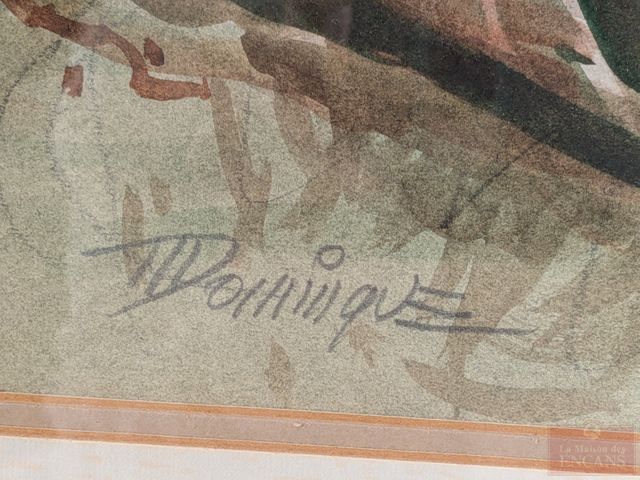 Dominique
La Maison des
ENCANS